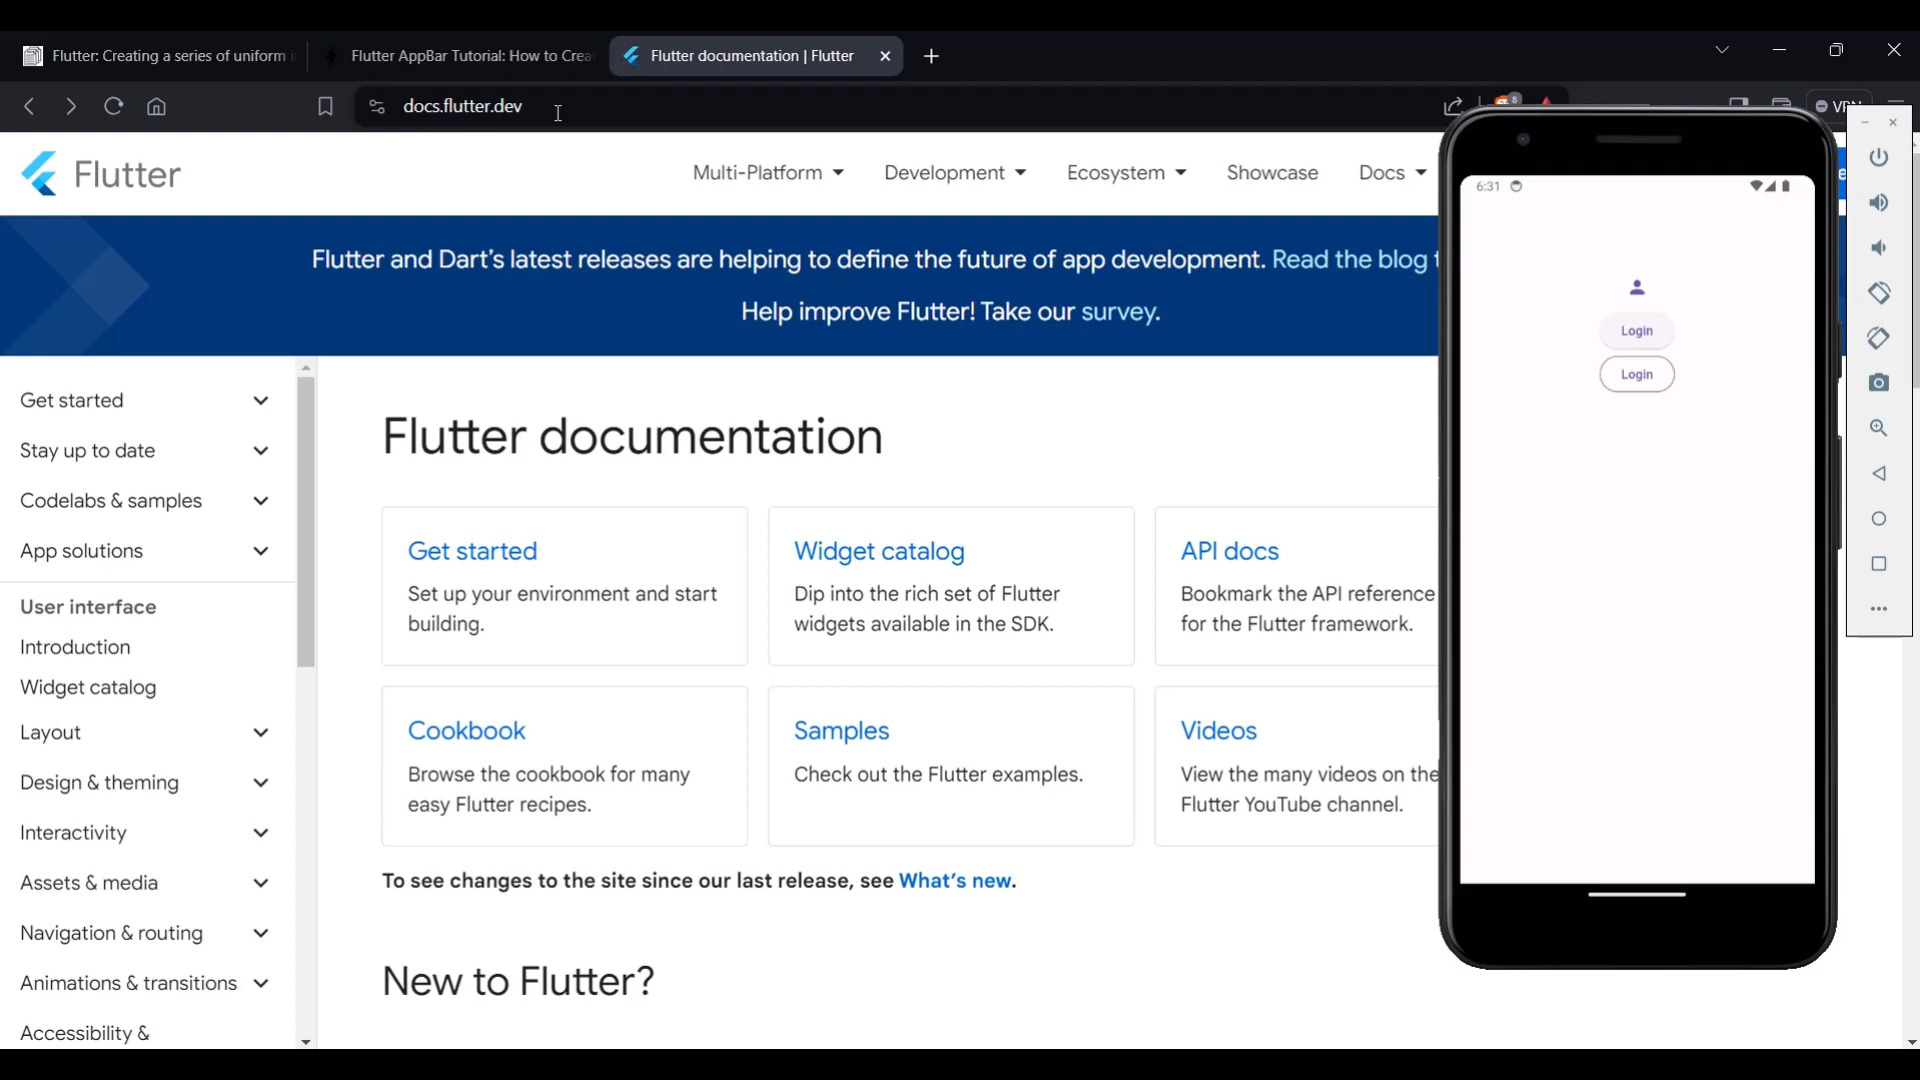 Flutter: Creating a series of uniform
Flutter AppBar Tutorial: How to Crea
Flutter documentation | Flutter
docs.flutter.dev
8
VPN
Flutter
Multi-Platform
Development
Ecosystem
Showcase
Docs
Flutter and Dart's latest releases are helping to define the future of app development. Read the blog
Help improve Flutter! Take our survey.
Get started
Stay up to date
Codelabs & samples
App solutions
User interface
Introduction
Widget catalog
Layout
Design & theming
Interactivity
Assets & media
Navigation & routing
Animations & transitions
Accessibility &
Flutter documentation
Get started
Set up your environment and start
building.
Widget catalog
Dip into the rich set of Flutter
widgets available in the SDK.
API docs
Bookmark the API reference
for the Flutter framework.
Cookbook
Browse the cookbook for many
easy Flutter recipes.
Samples
Check out the Flutter examples.
Videos
View the many videos on the
Flutter YouTube channel.
To see changes to the site since our last release, see What's new.
New to Flutter?
6:31
Login
Login